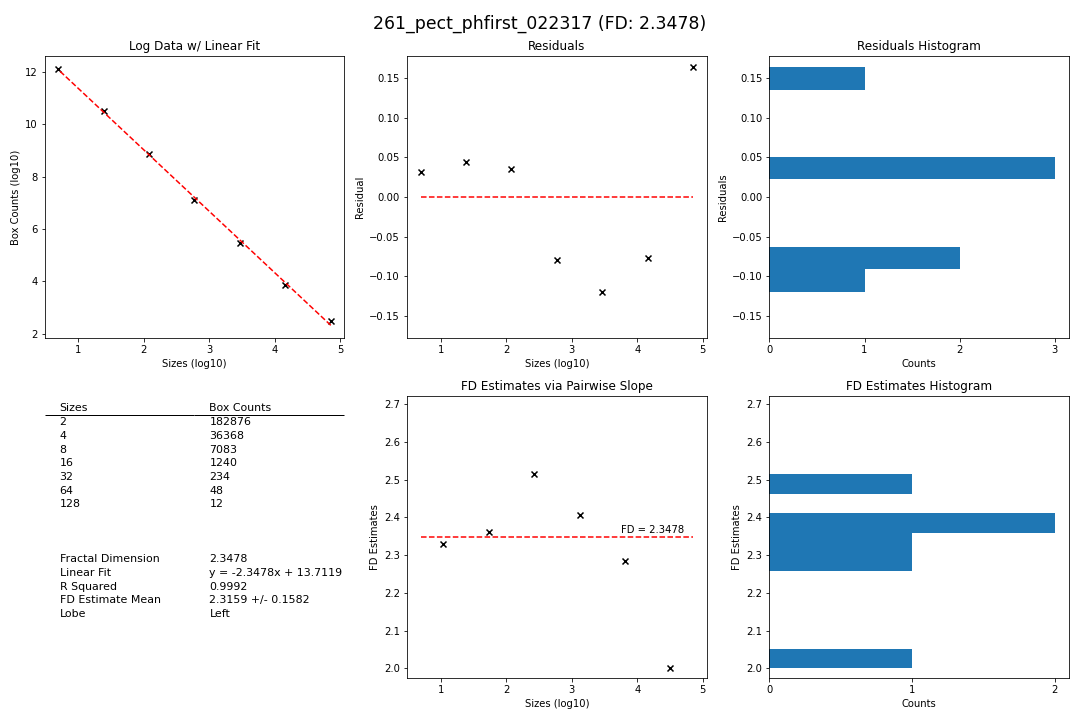 261_pect_phfirst_022317 (FD: 2.3478)
Log Data w/ Linear Fit
Box Counts (log10)
12
10
8
6
4
2
1
2
3
4
5
Sizes (log10)
Residuals
Residual
0.15
0.10
0.05
0.00
−0.05
−0.10
−0.15
1
2
3
4
5
Sizes (log10)
Residuals Histogram
Residuals
0.15
0.10
0.05
0.00
−0.05
−0.10
−0.15
0
1
2
3
Counts
Sizes Box Counts
2 182876
4 36368
8 7083
16 1240
32 234
64 48
128 12
Fractal Dimension 2.3478
Linear Fit y = -2.3478x + 13.7119
R Squared 0.9992
FD Estimate Mean 2.3159 +/- 0.1582
Lobe Left
FD Estimates via Pairwise Slope
FD Estimates
2.7
2.6
2.5
2.4
2.3
2.2
2.1
2.0
FD = 2.3478
1
2
3
4
5
Sizes (log10)
FD Estimates Histogram
FD Estimates
2.7
2.6
2.5
2.4
2.3
2.2
2.1
2.0
0
1
2
Counts